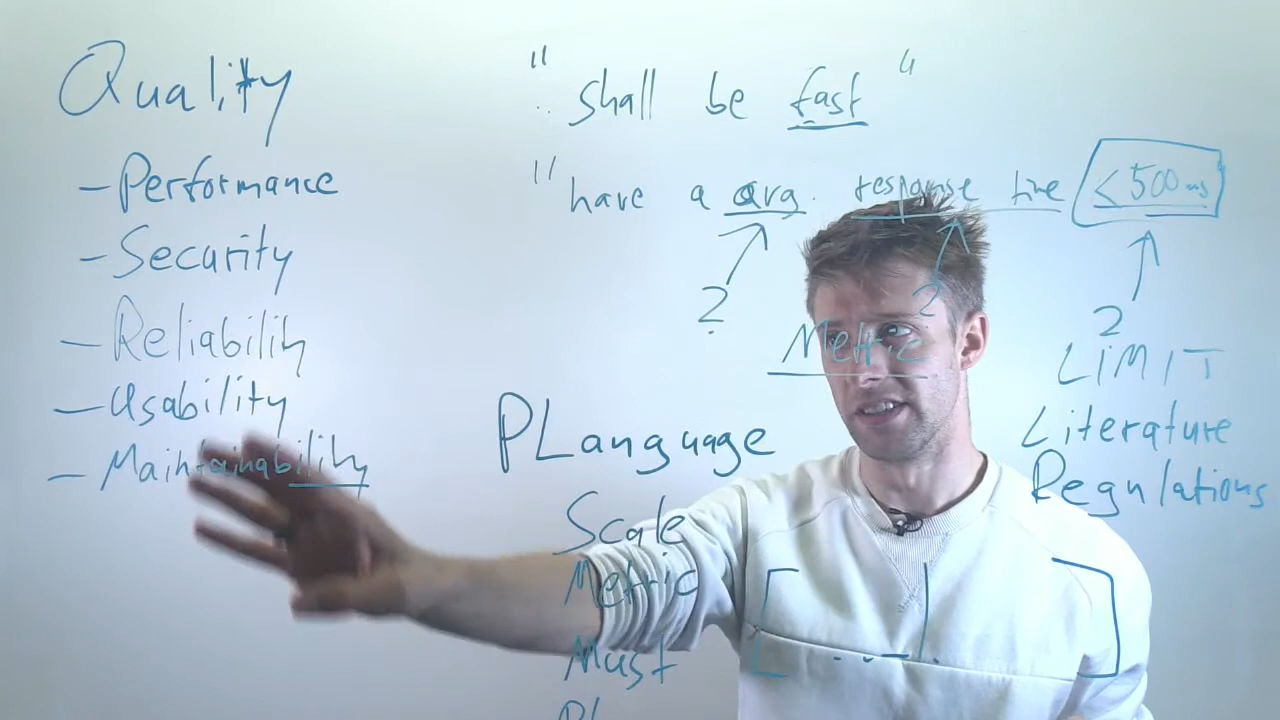 Quality
- Performance
- Security
- Reliability
- Usability
- Maintainability
" shall be fast "
" have a avg. response time ≤ 500 ms
? ? ?
Metric
LIMIT
Literature
Regulations
PLanguage
Scale
Metric
Must
Pl